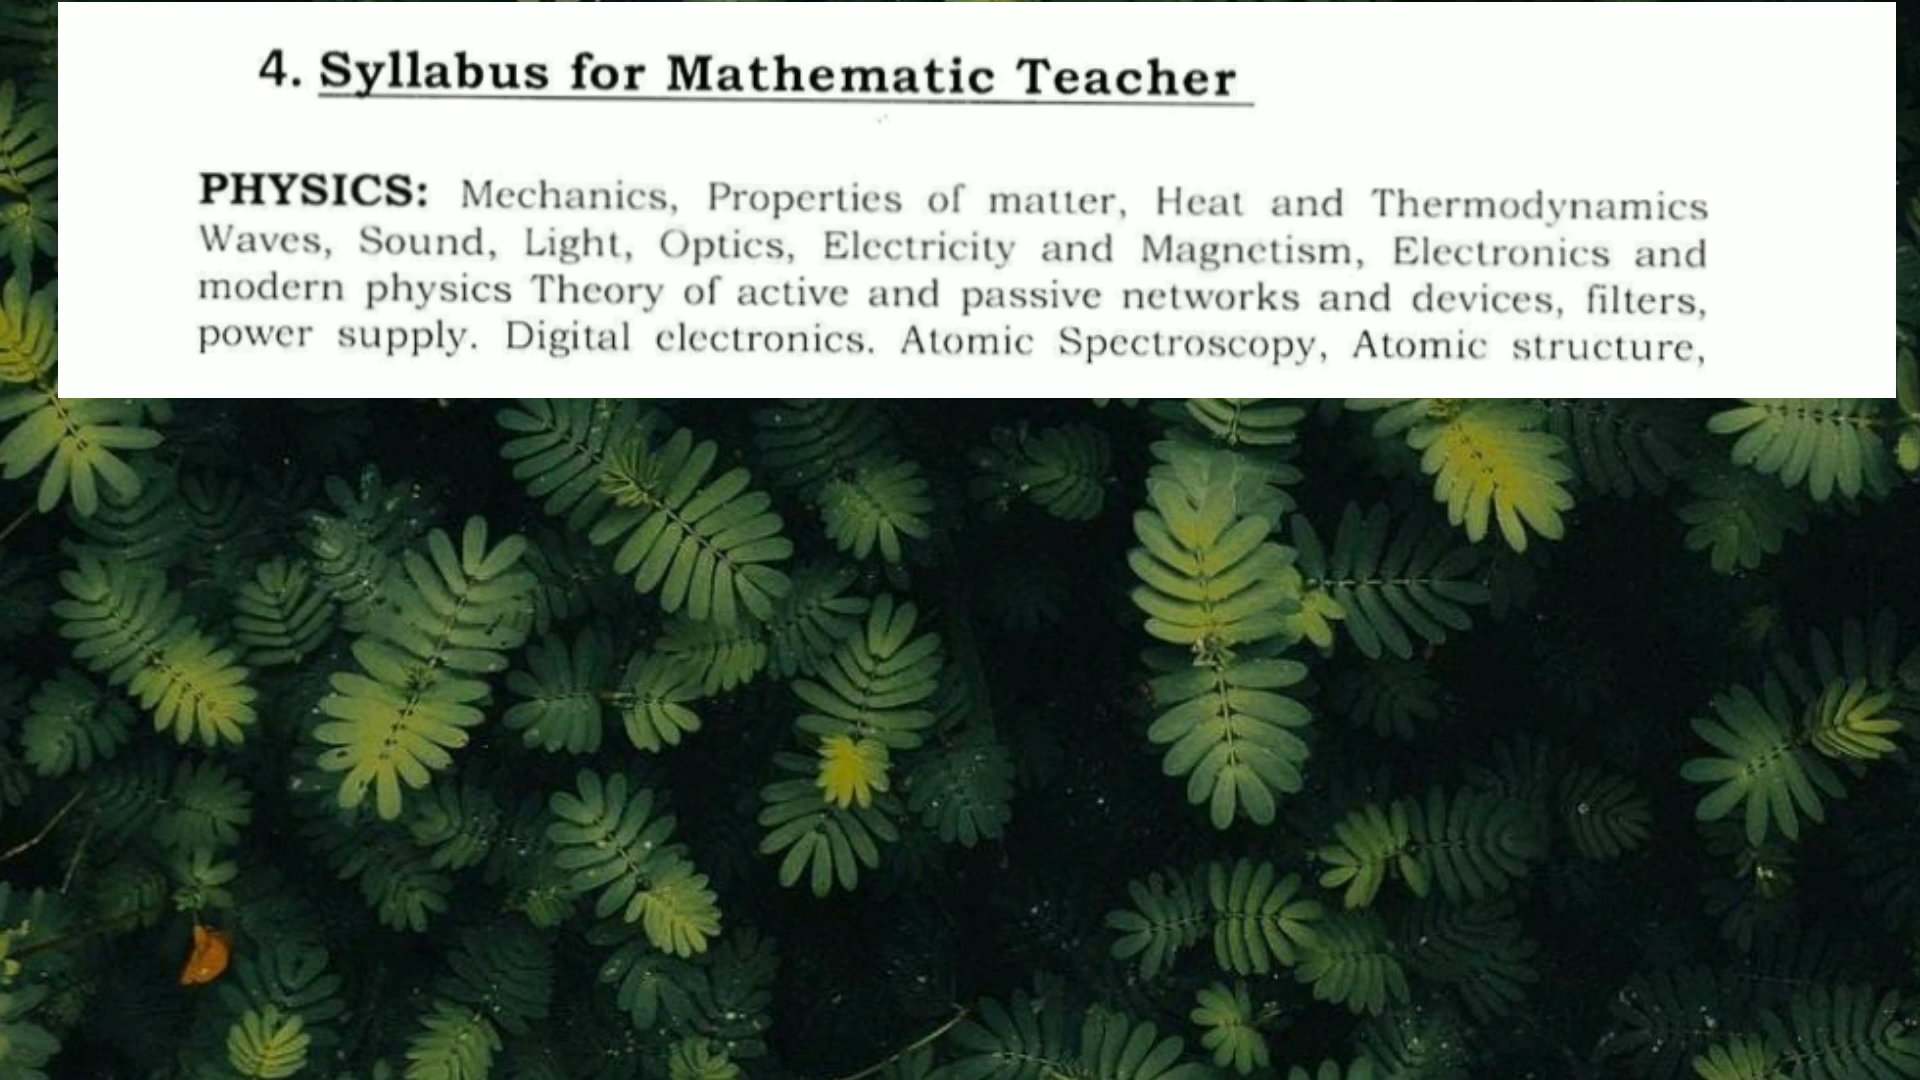 4. Syllabus for Mathematic Teacher
PHYSICS: Mechanics, Properties of matter, Heat and Thermodynamics
Waves, Sound, Light, Optics, Electricity and Magnetism, Electronics and
modern physics Theory of active and passive networks and devices, filters,
power supply. Digital electronics. Atomic Spectroscopy, Atomic structure,